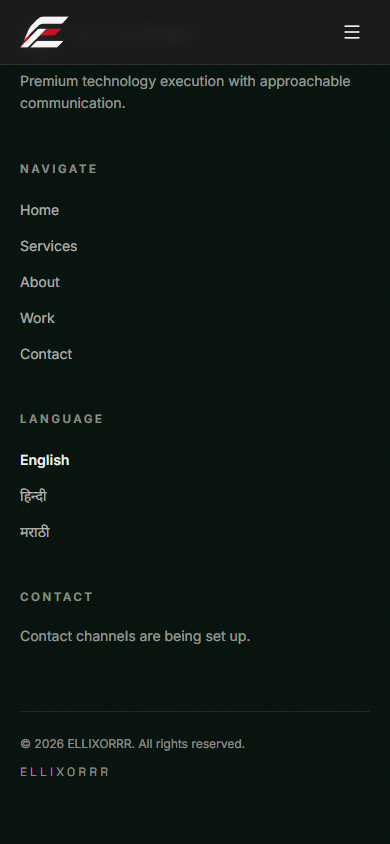 Premium technology execution with approachable
communication.
NAVIGATE
Home
Services
About
Work
Contact
LANGUAGE
English
हिन्दी
मराठी
CONTACT
Contact channels are being set up.
© 2026 ELLIXORRR. All rights reserved.
ELLIXORRR